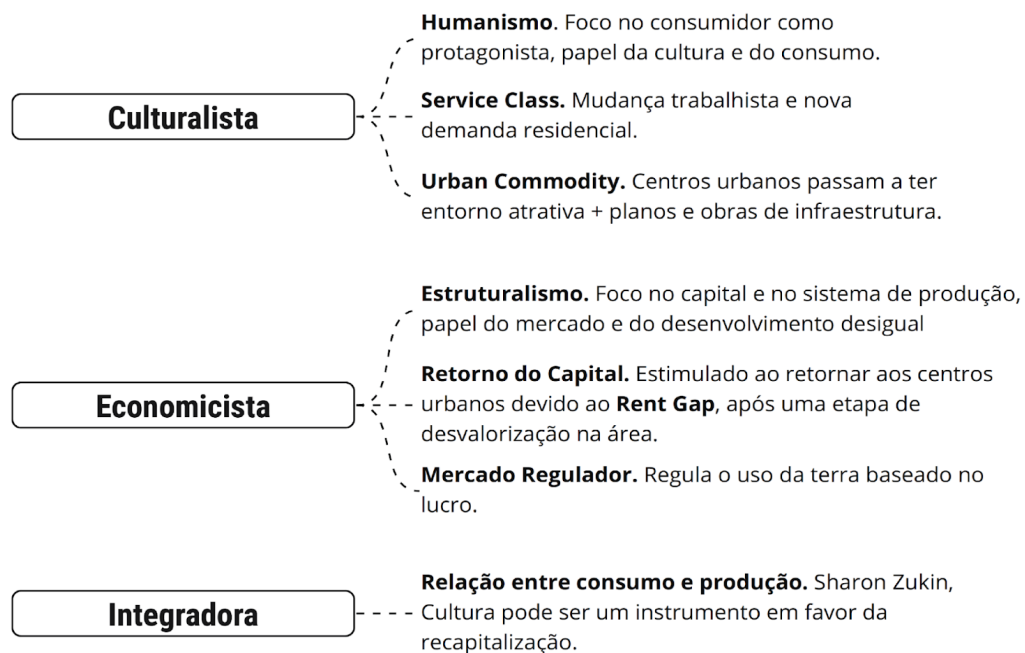 Culturalista
Humanismo. Foco no consumidor como
protagonista, papel da cultura e do consumo.
Service Class. Mudança trabalhista e nova
demanda residencial.
Urban Commodity. Centros urbanos passam a ter
entorno atrativa + planos e obras de infraestrutura.
Economicista
Estruturalismo. Foco no capital e no sistema de produção,
papel do mercado e do desenvolvimento desigual
Retorno do Capital. Estimulado ao retornar aos centros
urbanos devido ao Rent Gap, após uma etapa de
desvalorização na área.
Mercado Regulador. Regula o uso da terra baseado no
lucro.
Integradora
Relação entre consumo e produção. Sharon Zukin,
Cultura pode ser um instrumento em favor da
recapitalização.